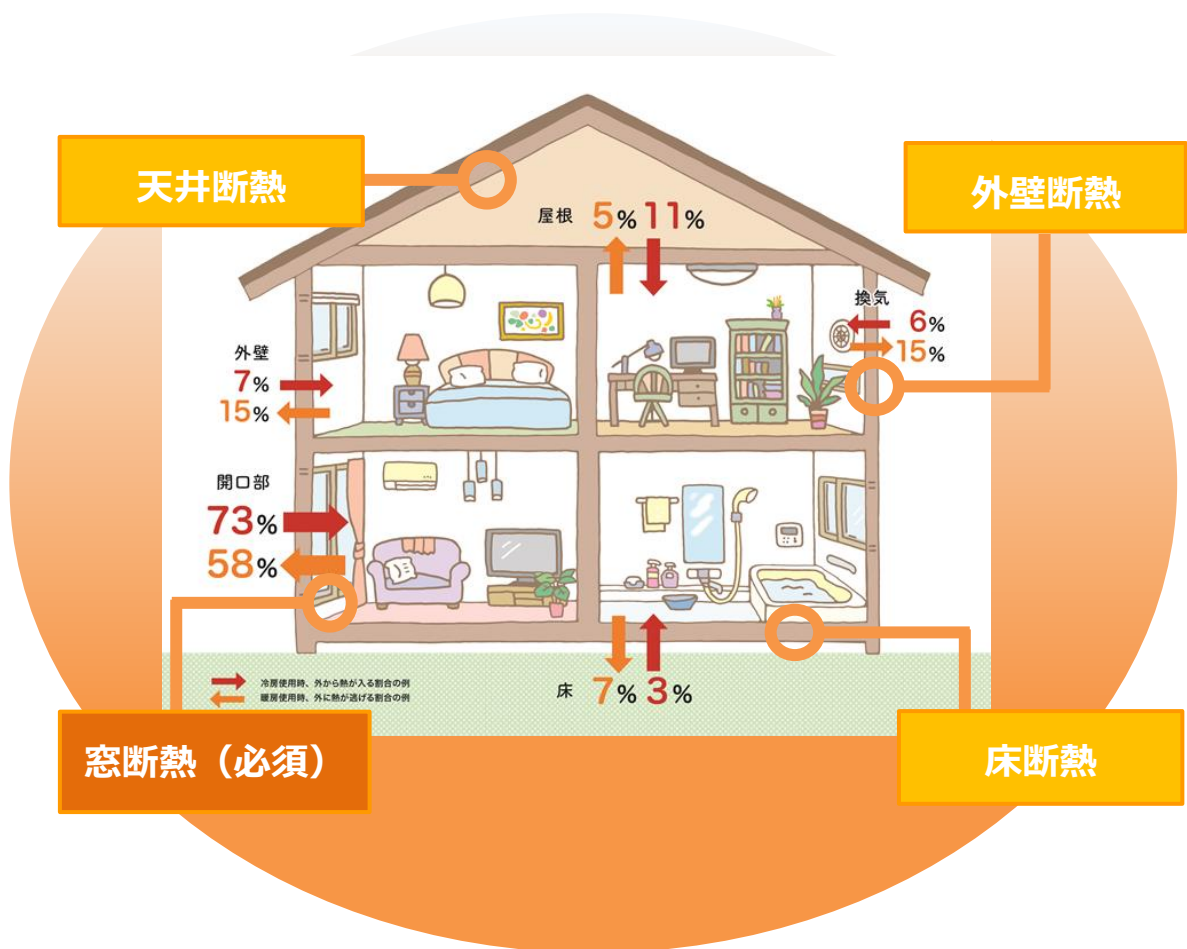 天井断熱
外壁断熱
屋根 5% 11%
換気
6%
15%
外壁
7%
15%
開口部
73%
58%
冷房使用時、外から熱が入る割合の例
暖房使用時、外に熱が逃げる割合の例
床 7% 3%
窓断熱（必須）
床断熱